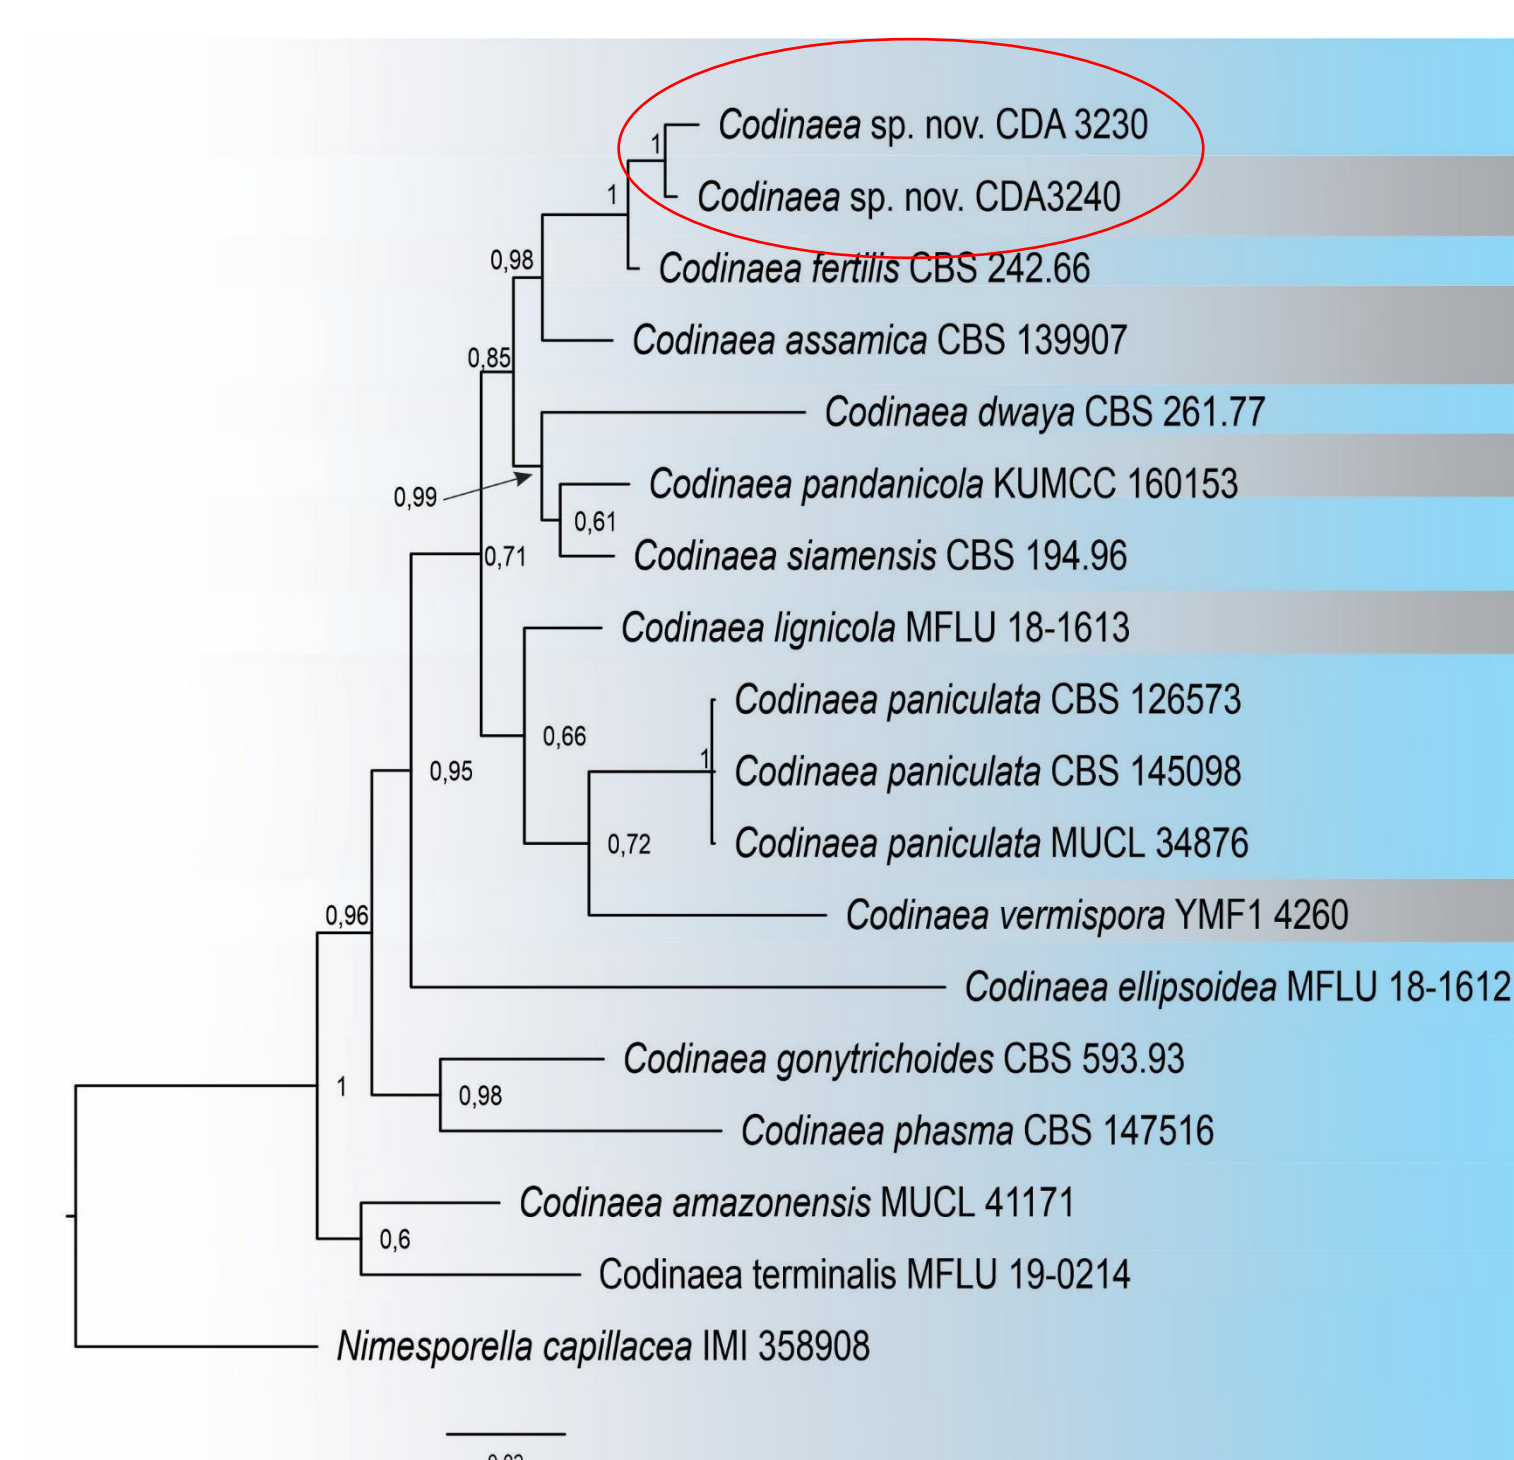 Codinaea sp. nov. CDA 3230
1
Codinaea sp. nov. CDA3240
1
Codinaea fertilis CBS 242.66
0,98
Codinaea assamica CBS 139907
0,85
Codinaea dwaya CBS 261.77
Codinaea pandanicola KUMCC 160153
0,99
0,61
Codinaea siamensis CBS 194.96
0,71
Codinaea lignicola MFLU 18-1613
Codinaea paniculata CBS 126573
0,66
1
Codinaea paniculata CBS 145098
0,95
Codinaea paniculata MUCL 34876
0,72
Codinaea vermispora YMF1 4260
0,96
Codinaea ellipsoidea MFLU 18-1612
Codinaea gonytrichoides CBS 593.93
1
0,98
Codinaea phasma CBS 147516
Codinaea amazonensis MUCL 41171
0,6
Codinaea terminalis MFLU 19-0214
Nimesporella capillacea IMI 358908